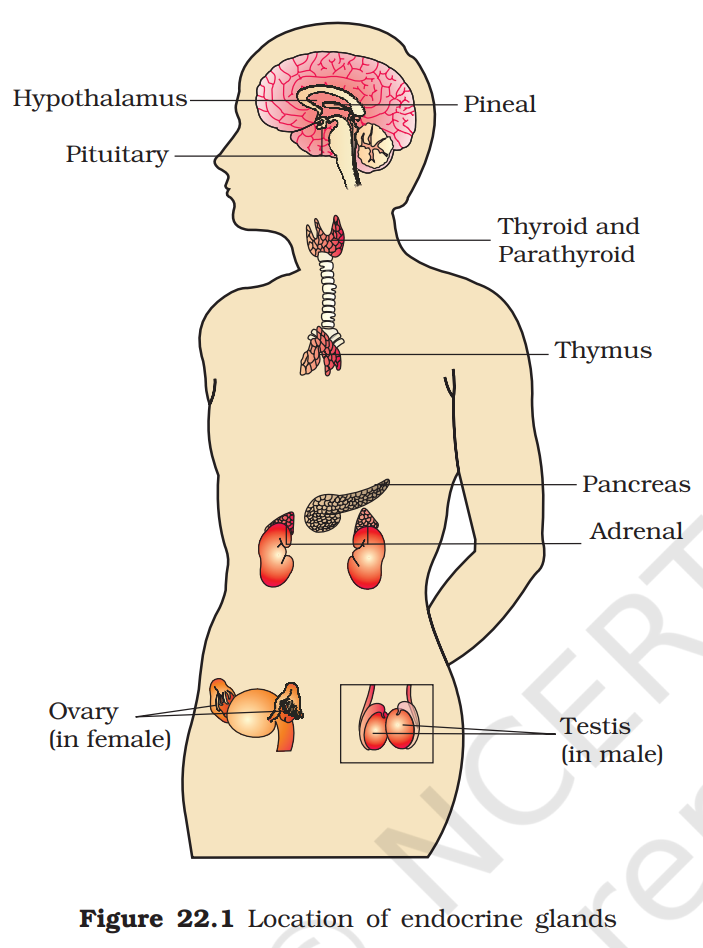 Hypothalamus
Pineal
Pituitary
Thyroid and
Parathyroid
Thymus
Pancreas
Adrenal
Ovary
(in female)
Testis
(in male)
Figure 22.1 Location of endocrine glands
© NCERT